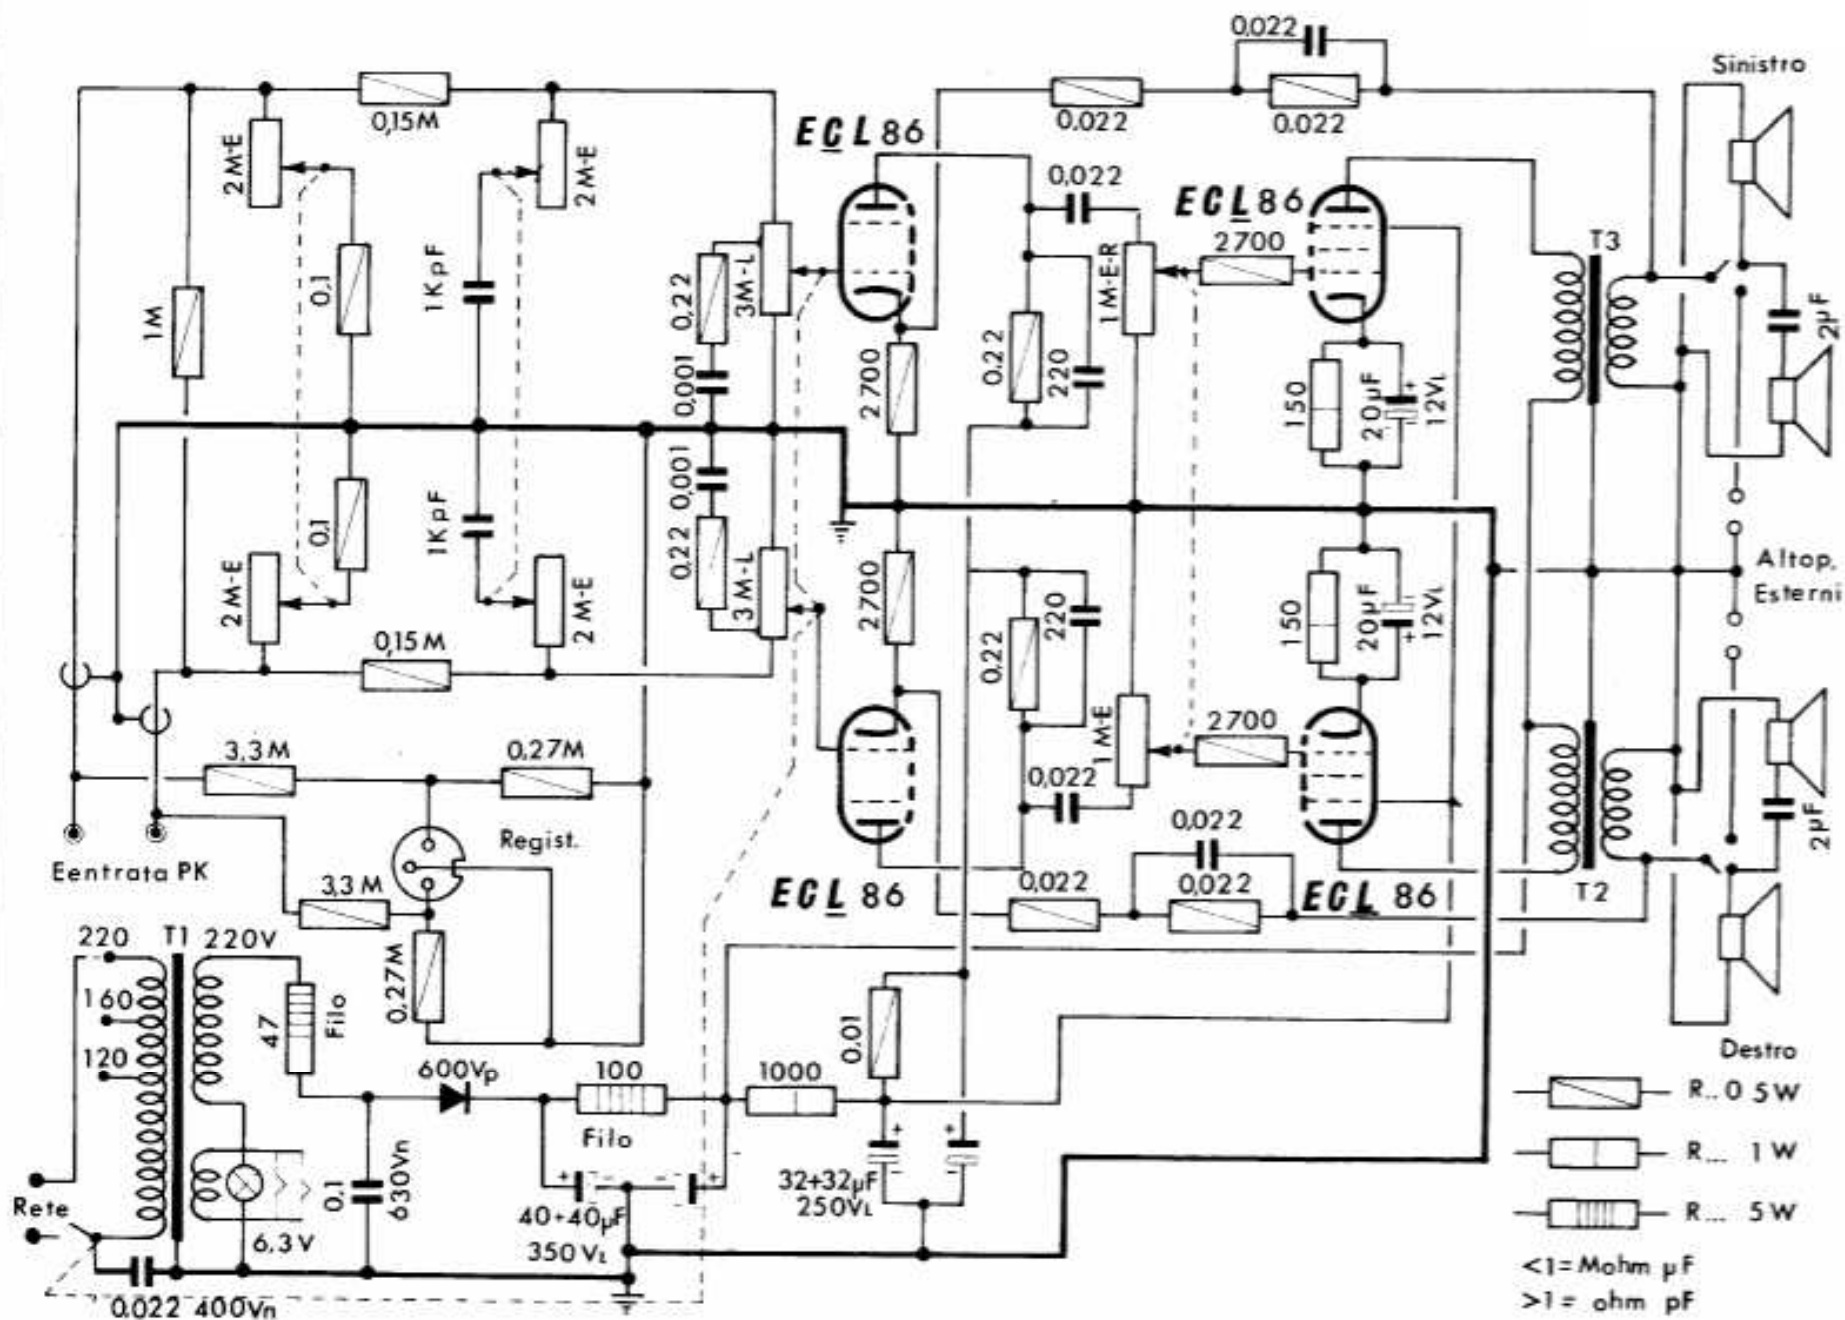 0,022
Sinistro
0,15M
0.022
0.022
ECL 86
2M-E
2M-E
0,022
ECL 86
2700
T3
1M
0,1
1KpF
0,22
3M-L
1M-E-R
2µF
0.22
220
2700
150
20µF
12VL
+
0,001
0,001
0,1
1KpF
0,22
3M-L
2700
220
150
20µF
12VL
+
Altop.
Esterni
2M-E
2M-E
0,15M
0,22
1M-E
2700
3,3M
0,27M
0,022
0,022
2µF
Regist.
Eentrata PK
3,3M
ECL 86
0,022
0,022
ECL 86
T2
220
T1
220V
0,27M
160
47
Filo
0.01
120
Destro
600Vp
100
1000
R..0 5W
Filo
+
+
R... 1W
0.1
630Vn
+
-
-
+
32+32µF
250VL
Rete
40+40µF
R... 5W
6,3V
350VL
<1=Mohm µF
0.022 400Vn
>1= ohm pF